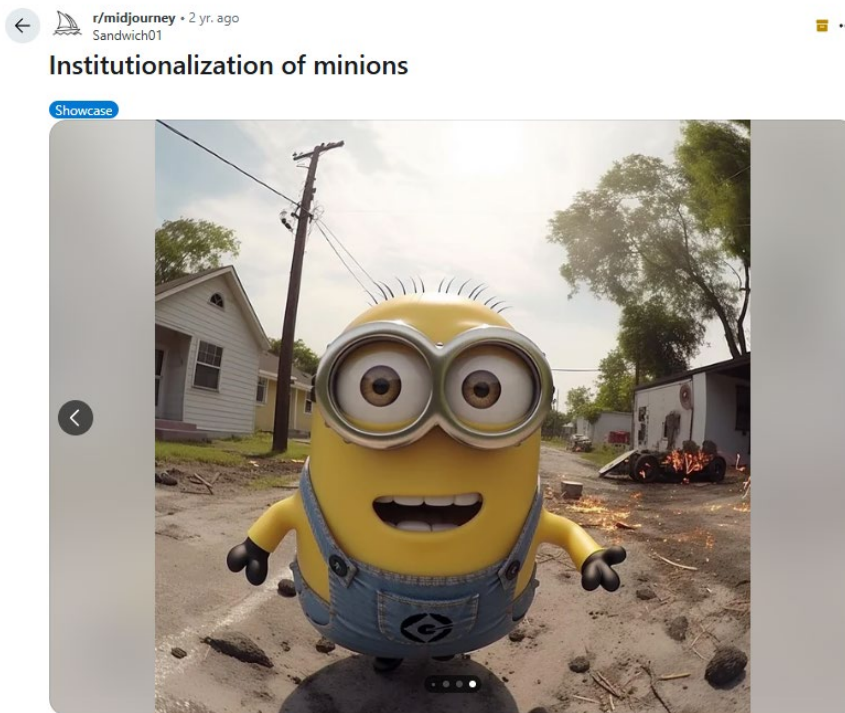 r/midjourney • 2 yr. ago
Sandwich01
Institutionalization of minions
Showcase